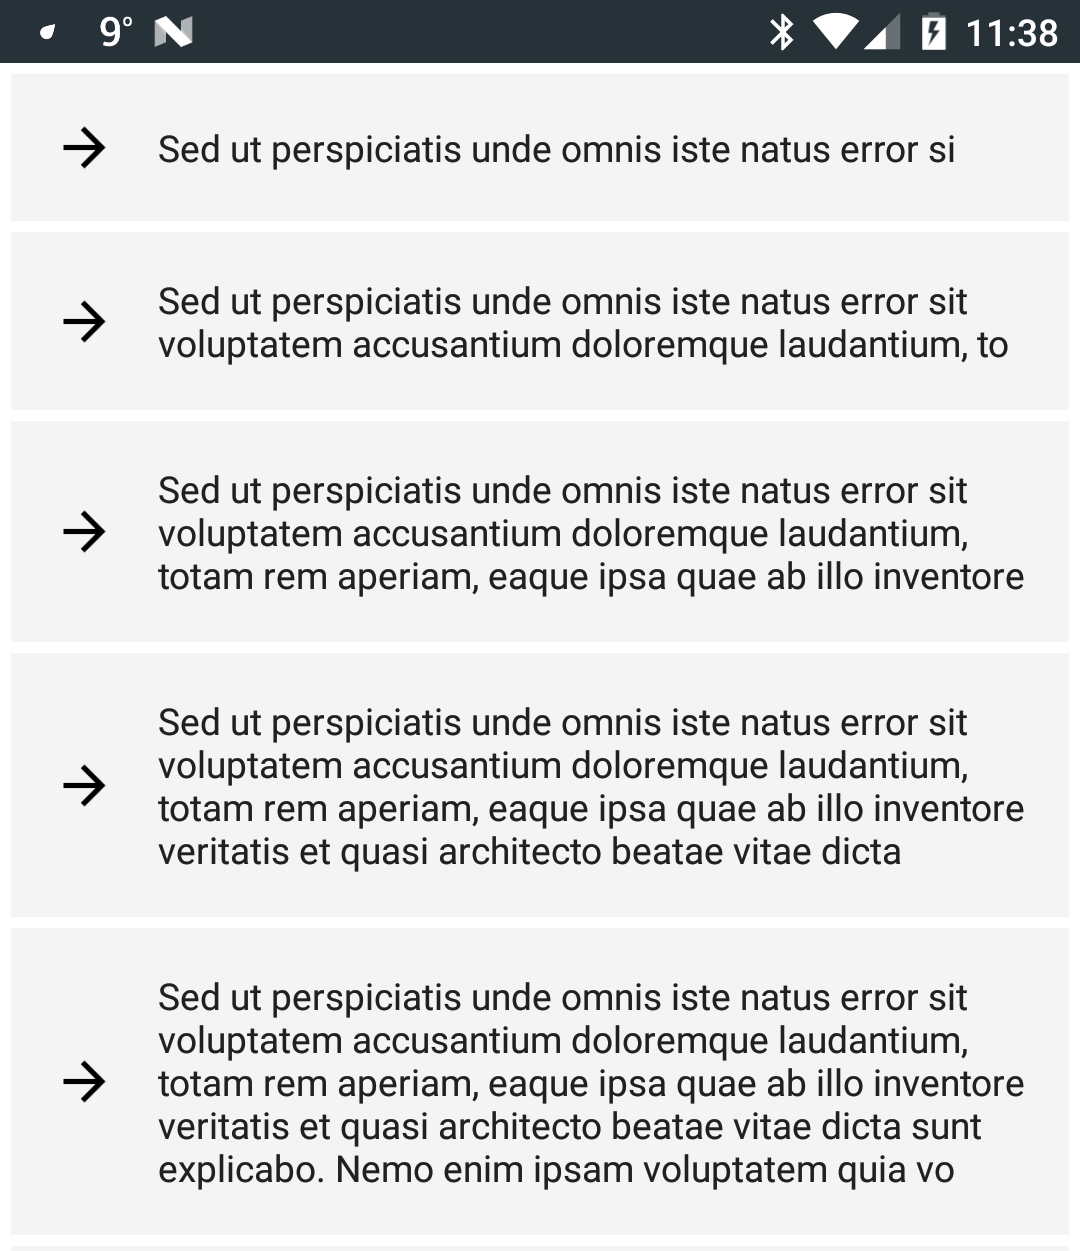 9° 11:38
Sed ut perspiciatis unde omnis iste natus error si
Sed ut perspiciatis unde omnis iste natus error sit
voluptatem accusantium doloremque laudantium, to
Sed ut perspiciatis unde omnis iste natus error sit
voluptatem accusantium doloremque laudantium,
totam rem aperiam, eaque ipsa quae ab illo inventore
Sed ut perspiciatis unde omnis iste natus error sit
voluptatem accusantium doloremque laudantium,
totam rem aperiam, eaque ipsa quae ab illo inventore
veritatis et quasi architecto beatae vitae dicta
Sed ut perspiciatis unde omnis iste natus error sit
voluptatem accusantium doloremque laudantium,
totam rem aperiam, eaque ipsa quae ab illo inventore
veritatis et quasi architecto beatae vitae dicta sunt
explicabo. Nemo enim ipsam voluptatem quia vo